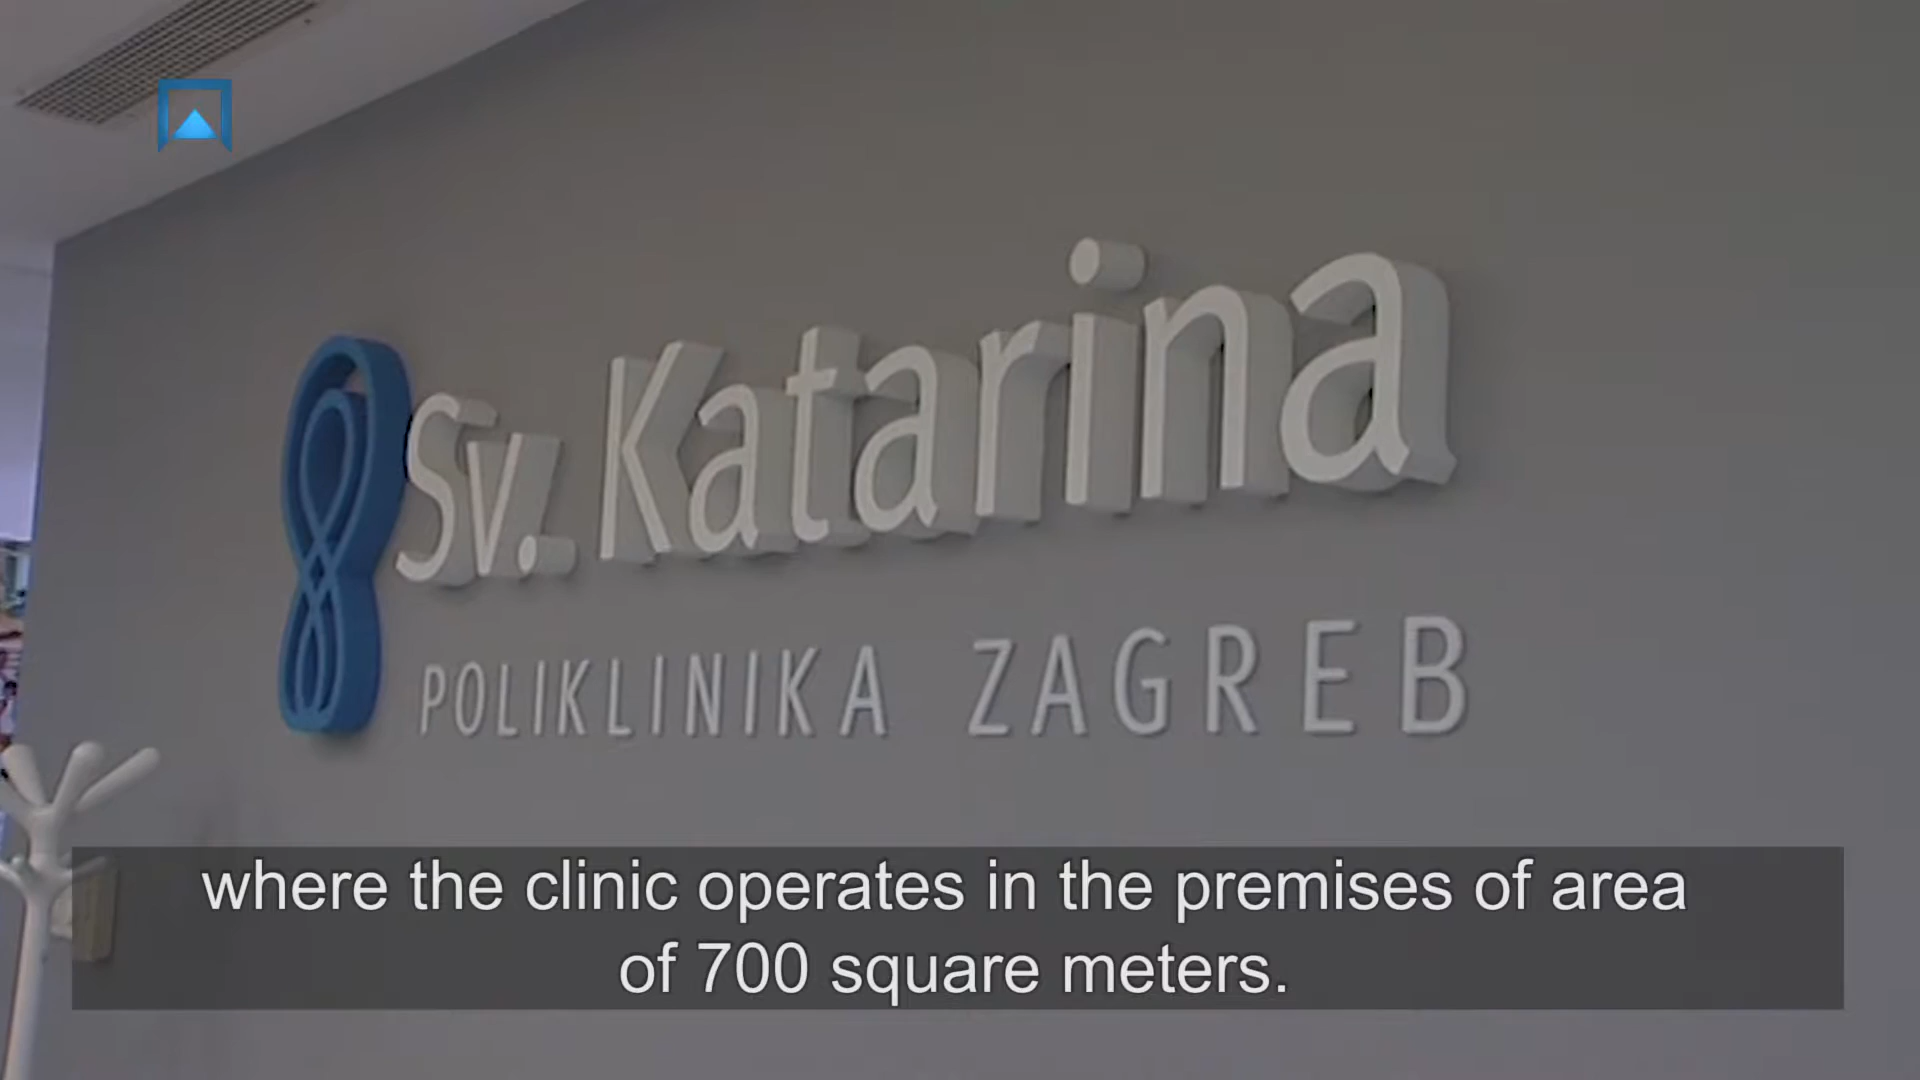 Sv. Katarina
POLIKLINIKA ZAGREB
where the clinic operates in the premises of area
of 700 square meters.